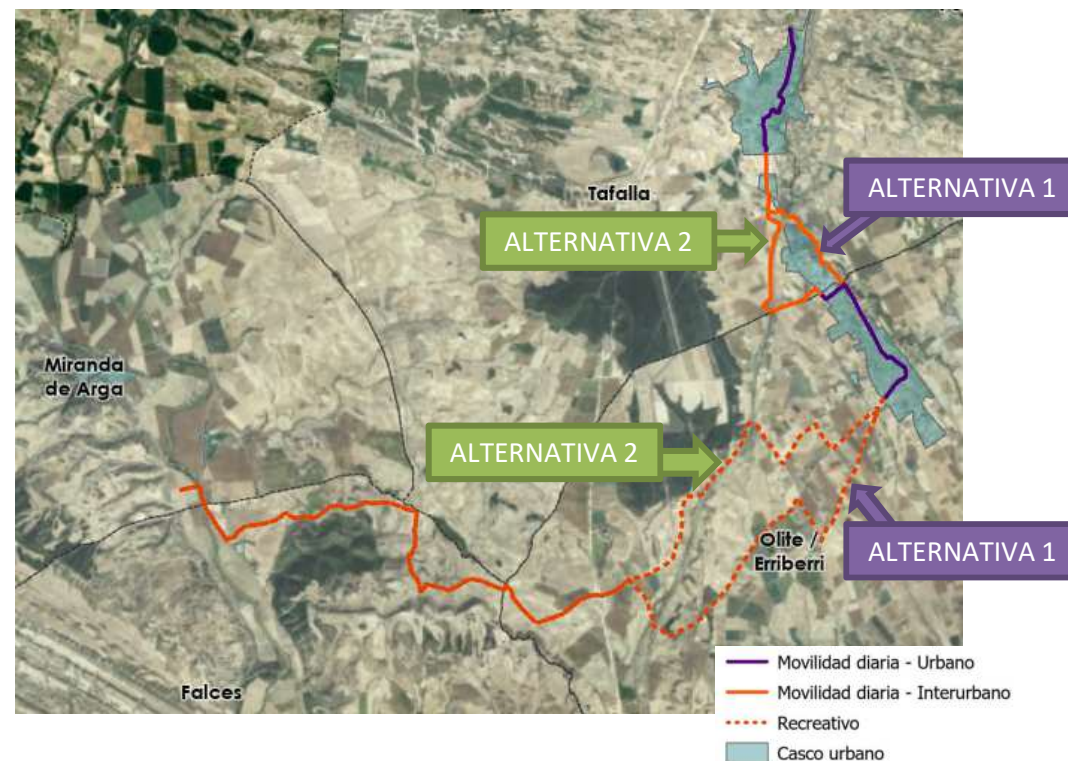 Tafalla
ALTERNATIVA 1
ALTERNATIVA 2
Miranda
de Arga
ALTERNATIVA 2
Olite /
Erriberri
ALTERNATIVA 1
Falces
Movilidad diaria - Urbano
Movilidad diaria - Interurbano
Recreativo
Casco urbano